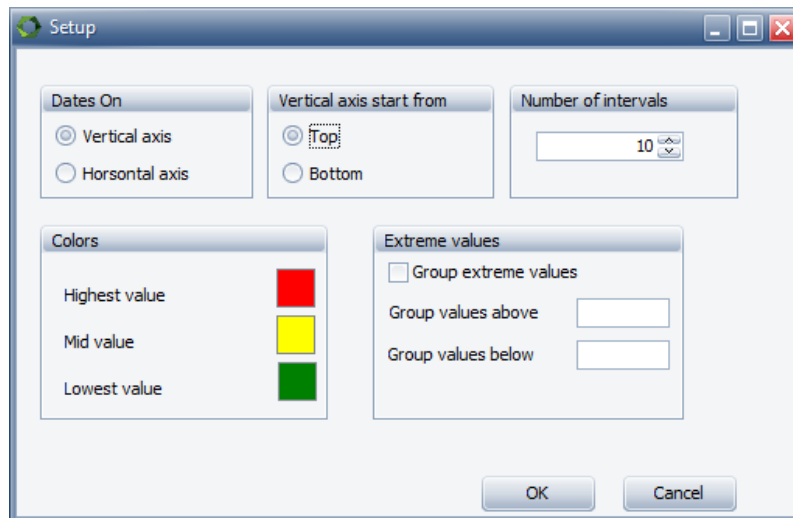 Setup
Dates On
Vertical axis
Horsontal axis
Vertical axis start from
Top
Bottom
Number of intervals
10
Colors
Highest value
Mid value
Lowest value
Extreme values
Group extreme values
Group values above
Group values below
OK
Cancel